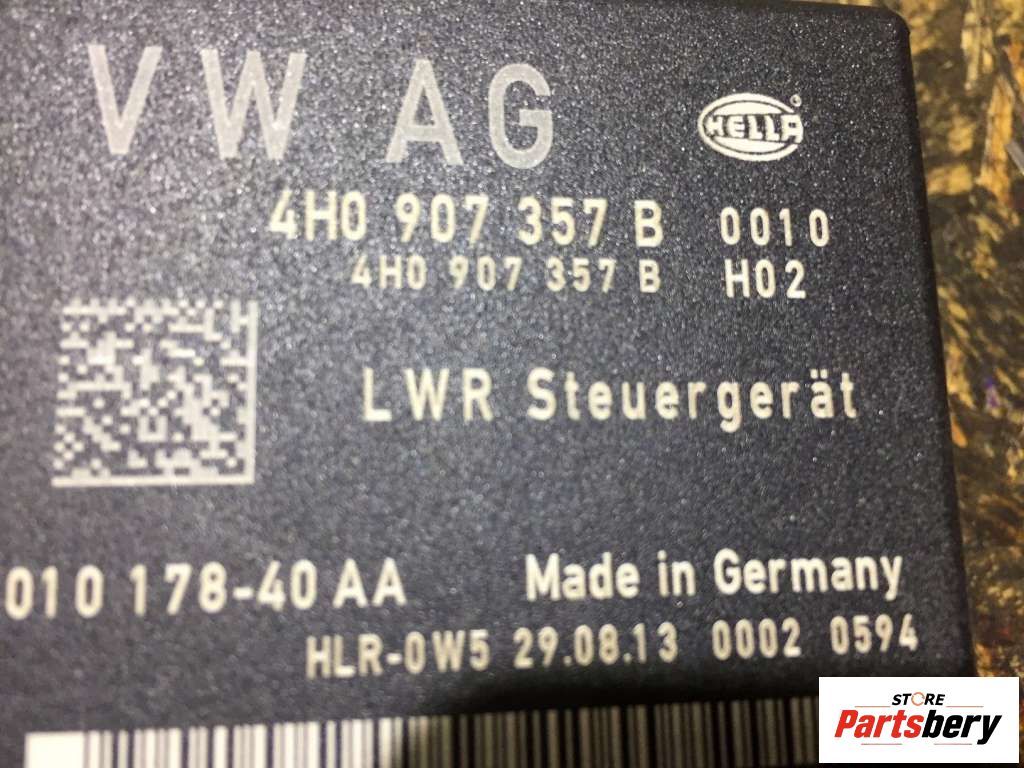 VW AG
HELLA
4H0 907 357 B 0010
4H0 907 357 B H02
LWR Steuergerät
010 178-40 AA Made in Germany
HLR-0W5 29.08.13 0002 0594
STORE
Partsbery